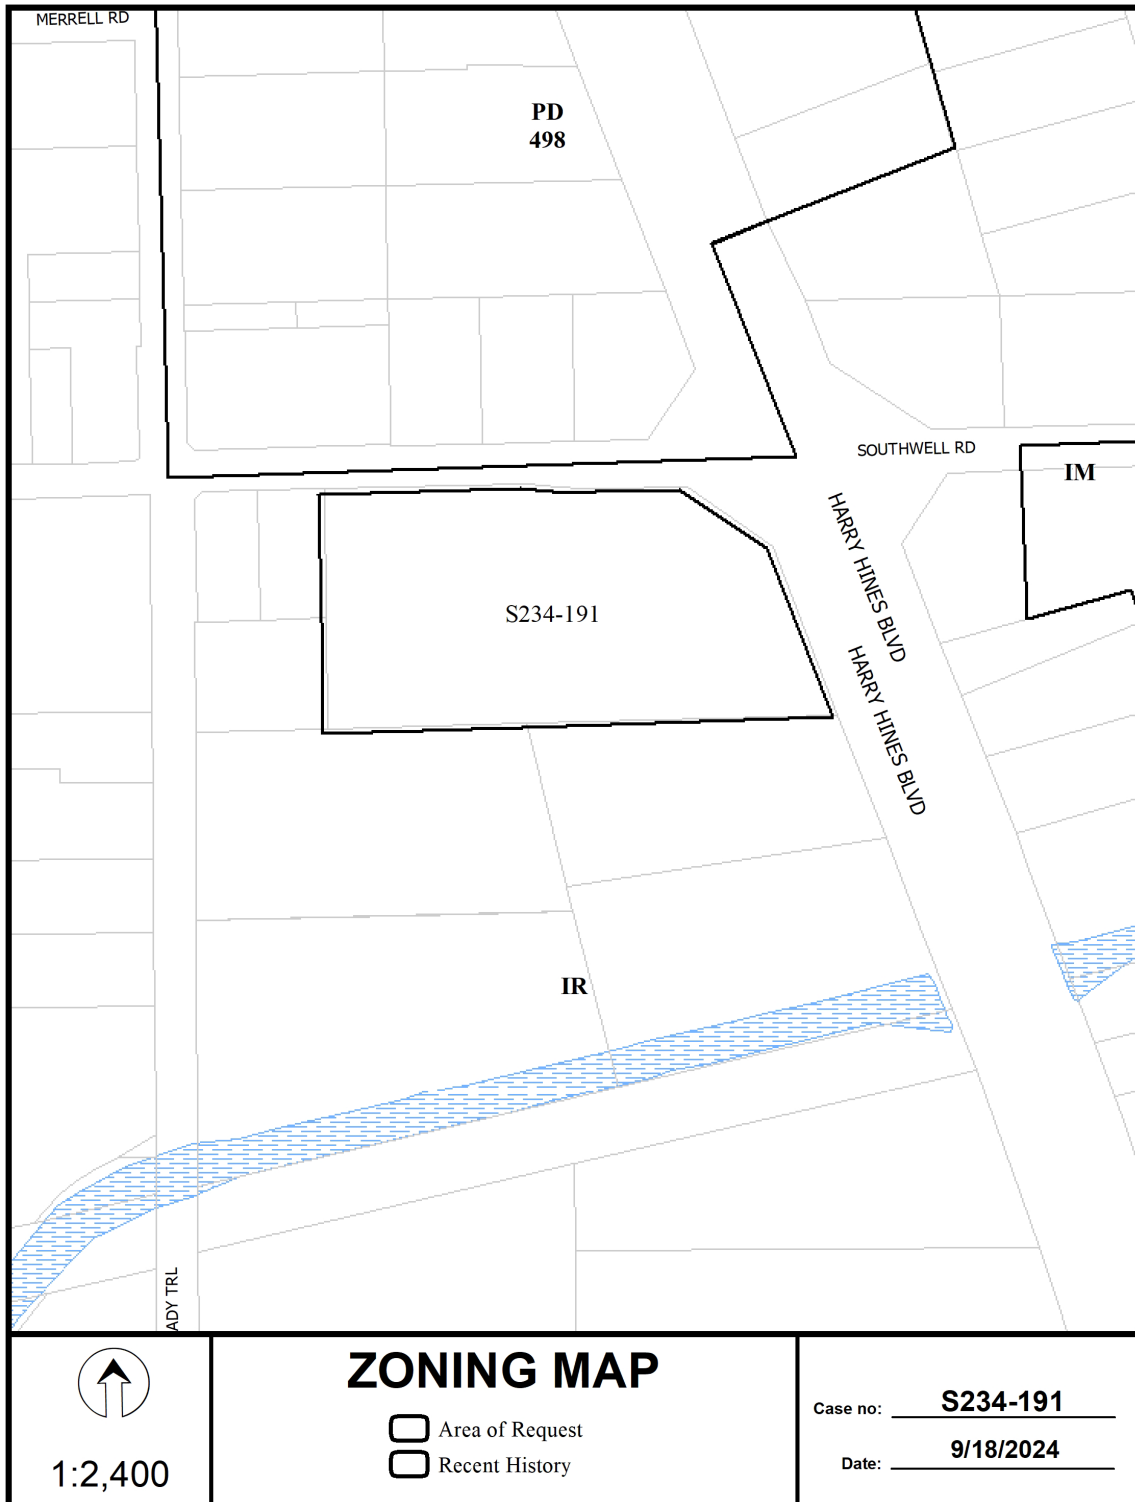 MERRELL RD
PD
498
SOUTHWELL RD
IM
HARRY HINES BLVD
S234-191
HARRY HINES BLVD
IR
ADY TRL
ZONING MAP
Area of Request
Recent History
1:2,400
Case no: S234-191
Date: 9/18/2024